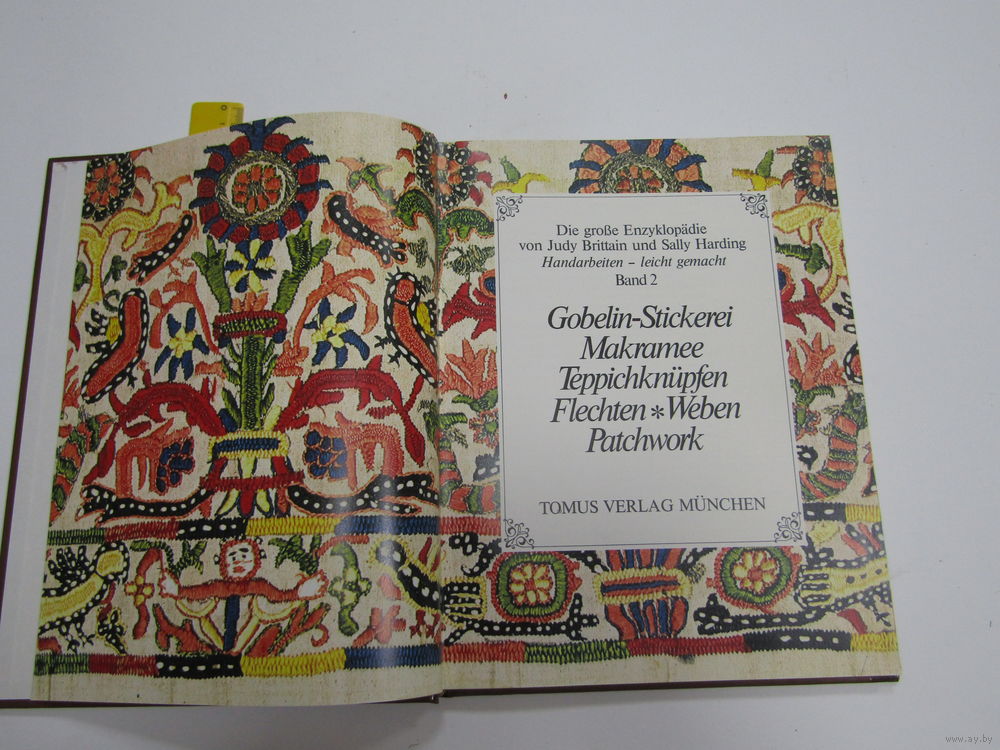 Die große Enzyklopädie
von Judy Brittain und Sally Harding
Handarbeiten – leicht gemacht
Band 2
Gobelin-Stickerei
Makramee
Teppichknüpfen
Flechten * Weben
Patchwork
TOMUS VERLAG MÜNCHEN
www.ay.by